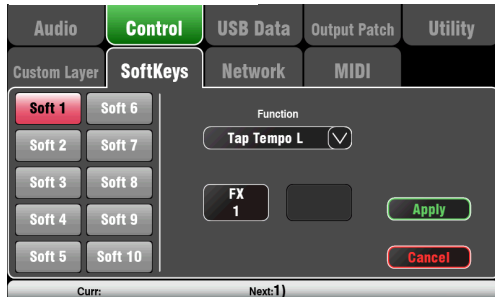 Audio Control USB Data Output Patch Utility
Custom Layer SoftKeys Network MIDI
Soft 1 Soft 6
Function
Soft 2 Soft 7
Tap Tempo L
Soft 3 Soft 8
FX
1
Soft 4 Soft 9
Apply
Soft 5 Soft 10
Cancel
Curr: Next:1)